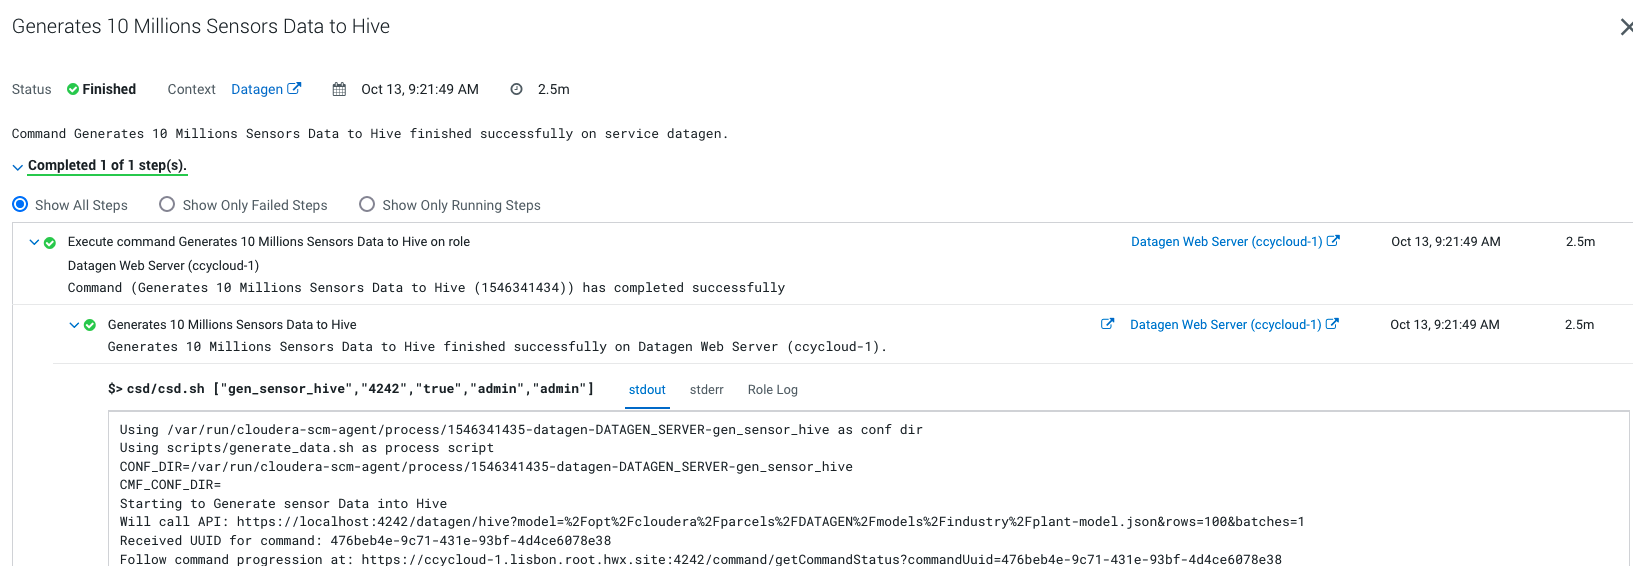 Generates 10 Millions Sensors Data to Hive
Status Finished Context Datagen Oct 13, 9:21:49 AM 2.5m
Command Generates 10 Millions Sensors Data to Hive finished successfully on service datagen.
Completed 1 of 1 step(s).
Show All Steps Show Only Failed Steps Show Only Running Steps
Execute command Generates 10 Millions Sensors Data to Hive on role Datagen Web Server (ccycloud-1) Oct 13, 9:21:49 AM 2.5m
Datagen Web Server (ccycloud-1)
Command (Generates 10 Millions Sensors Data to Hive (1546341434)) has completed successfully
Generates 10 Millions Sensors Data to Hive Datagen Web Server (ccycloud-1) Oct 13, 9:21:49 AM 2.5m
Generates 10 Millions Sensors Data to Hive finished successfully on Datagen Web Server (ccycloud-1).
$> csd/csd.sh ["gen_sensor_hive","4242","true","admin","admin"] stdout stderr Role Log
Using /var/run/cloudera-scm-agent/process/1546341435-datagen-DATAGEN_SERVER-gen_sensor_hive as conf dir
Using scripts/generate_data.sh as process script
CONF_DIR=/var/run/cloudera-scm-agent/process/1546341435-datagen-DATAGEN_SERVER-gen_sensor_hive
CMF_CONF_DIR=
Starting to Generate sensor Data into Hive
Will call API: https://localhost:4242/datagen/hive?model=%2Fopt%2Fcloudera%2Fparcels%2FDATAGEN%2Fmodels%2Findustry%2Fplant-model.json&rows=100&batches=1
Received UUID for command: 476beb4e-9c71-431e-93bf-4d4ce6078e38
Follow command progression at: https://ccycloud-1.lisbon.root.hwx.site:4242/command/getCommandStatus?commandUuid=476beb4e-9c71-431e-93bf-4d4ce6078e38